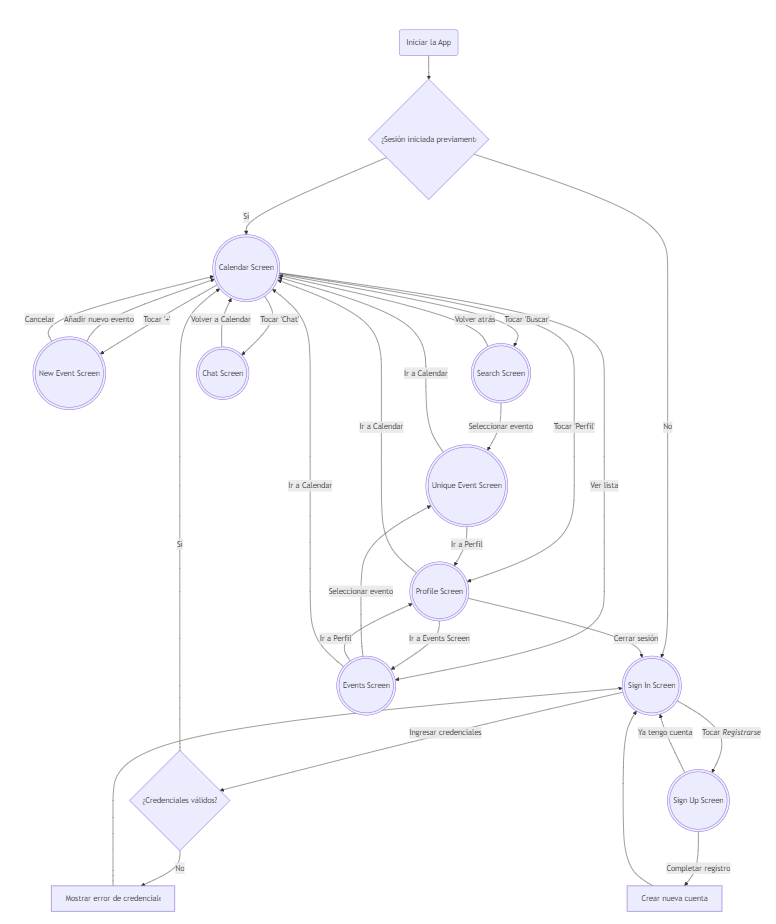 Iniciar la App
¿Sesión iniciada previament
Sí
Calendar Screen
Cancelar
Añadir nuevo evento
Tocar '+'
Volver a Calendar
Tocar 'Chat'
Volver atrás
Tocar 'Buscar'
New Event Screen
Chat Screen
Ir a Calendar
Search Screen
Ir a Calendar
Seleccionar evento
Tocar 'Perfil'
No
Ir a Calendar
Unique Event Screen
Ver lista
Sí
Ir a Perfil
Seleccionar evento
Profile Screen
Ir a Perfil
Ir a Events Screen
Cerrar sesión
Events Screen
Sign In Screen
Ingresar credenciales
Ya tengo cuenta
Tocar Registrarse
¿Credenciales válidos?
Sign Up Screen
No
Completar registro
Mostrar error de credenciale
Crear nueva cuenta